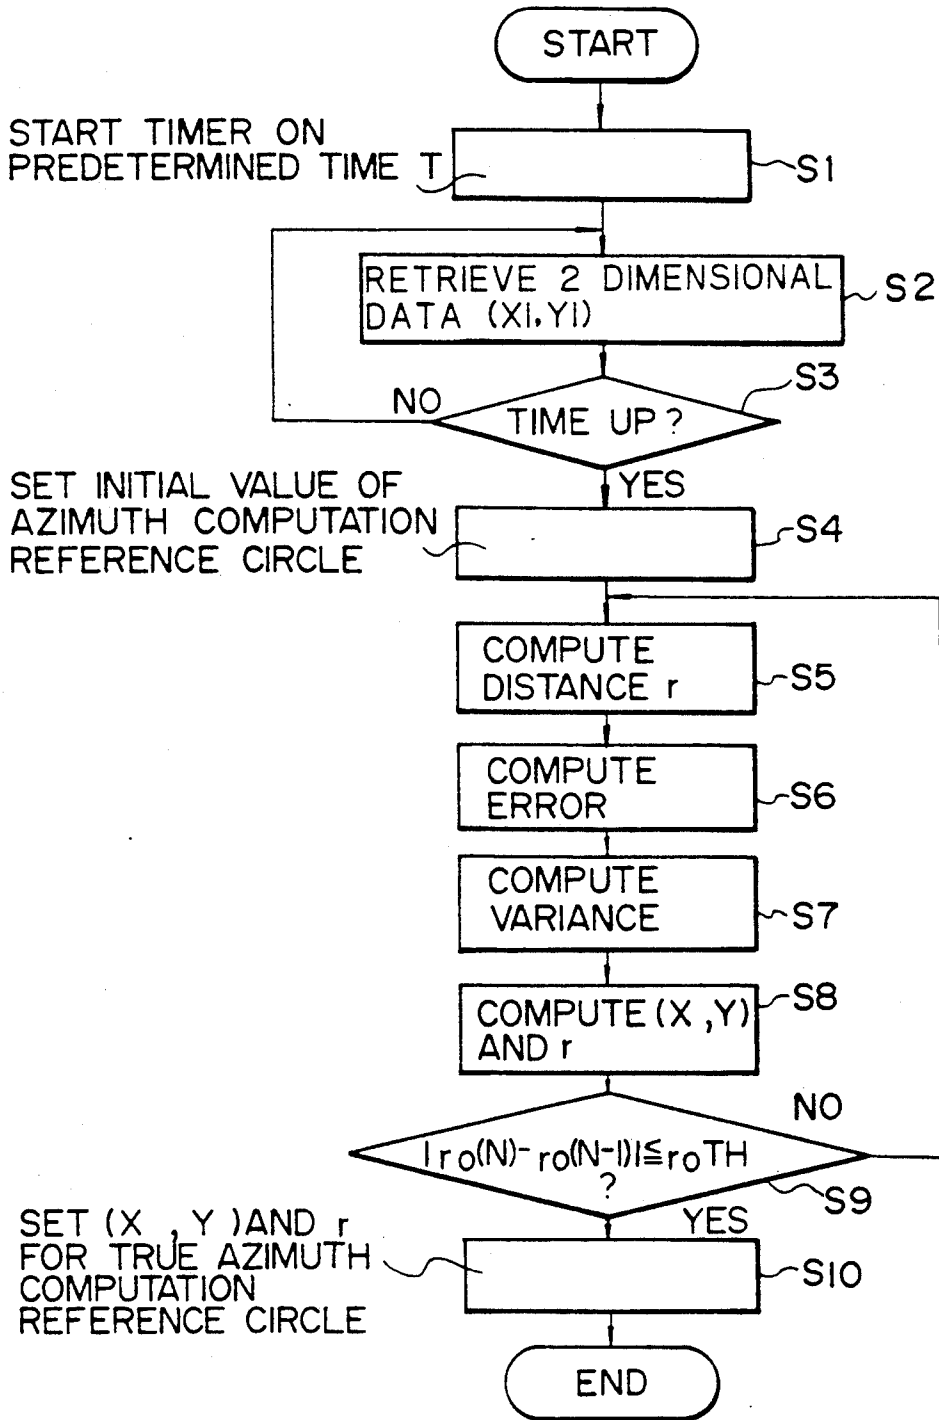 START
START TIMER ON
PREDETERMINED TIME T
S1
RETRIEVE 2 DIMENSIONAL
DATA (XI,YI)
S2
S3
NO
TIME UP?
YES
SET INITIAL VALUE OF
AZIMUTH COMPUTATION
REFERENCE CIRCLE
S4
COMPUTE
DISTANCE r
S5
COMPUTE
ERROR
S6
COMPUTE
VARIANCE
S7
COMPUTE (X ,Y)
AND r
S8
NO
|ro(N)-ro(N-1)|≦roTH
?
S9
YES
SET (X , Y )AND r
FOR TRUE AZIMUTH
COMPUTATION
REFERENCE CIRCLE
S10
END